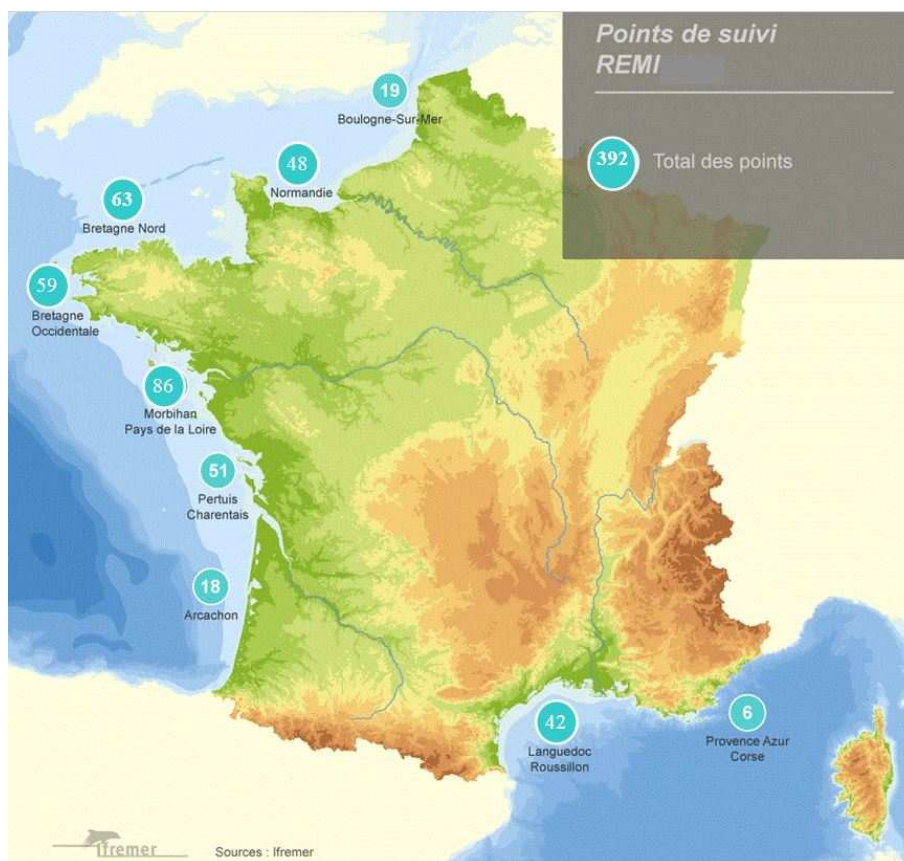 Points de suivi
REMI
392
Total des points
19
Boulogne-Sur-Mer
48
Normandie
63
Bretagne Nord
59
Bretagne
Occidentale
86
Morbihan
Pays de la Loire
51
Pertuis
Charentais
18
Arcachon
42
Languedoc
Roussillon
6
Provence Azur
Corse
Ifremer
Sources : Ifremer